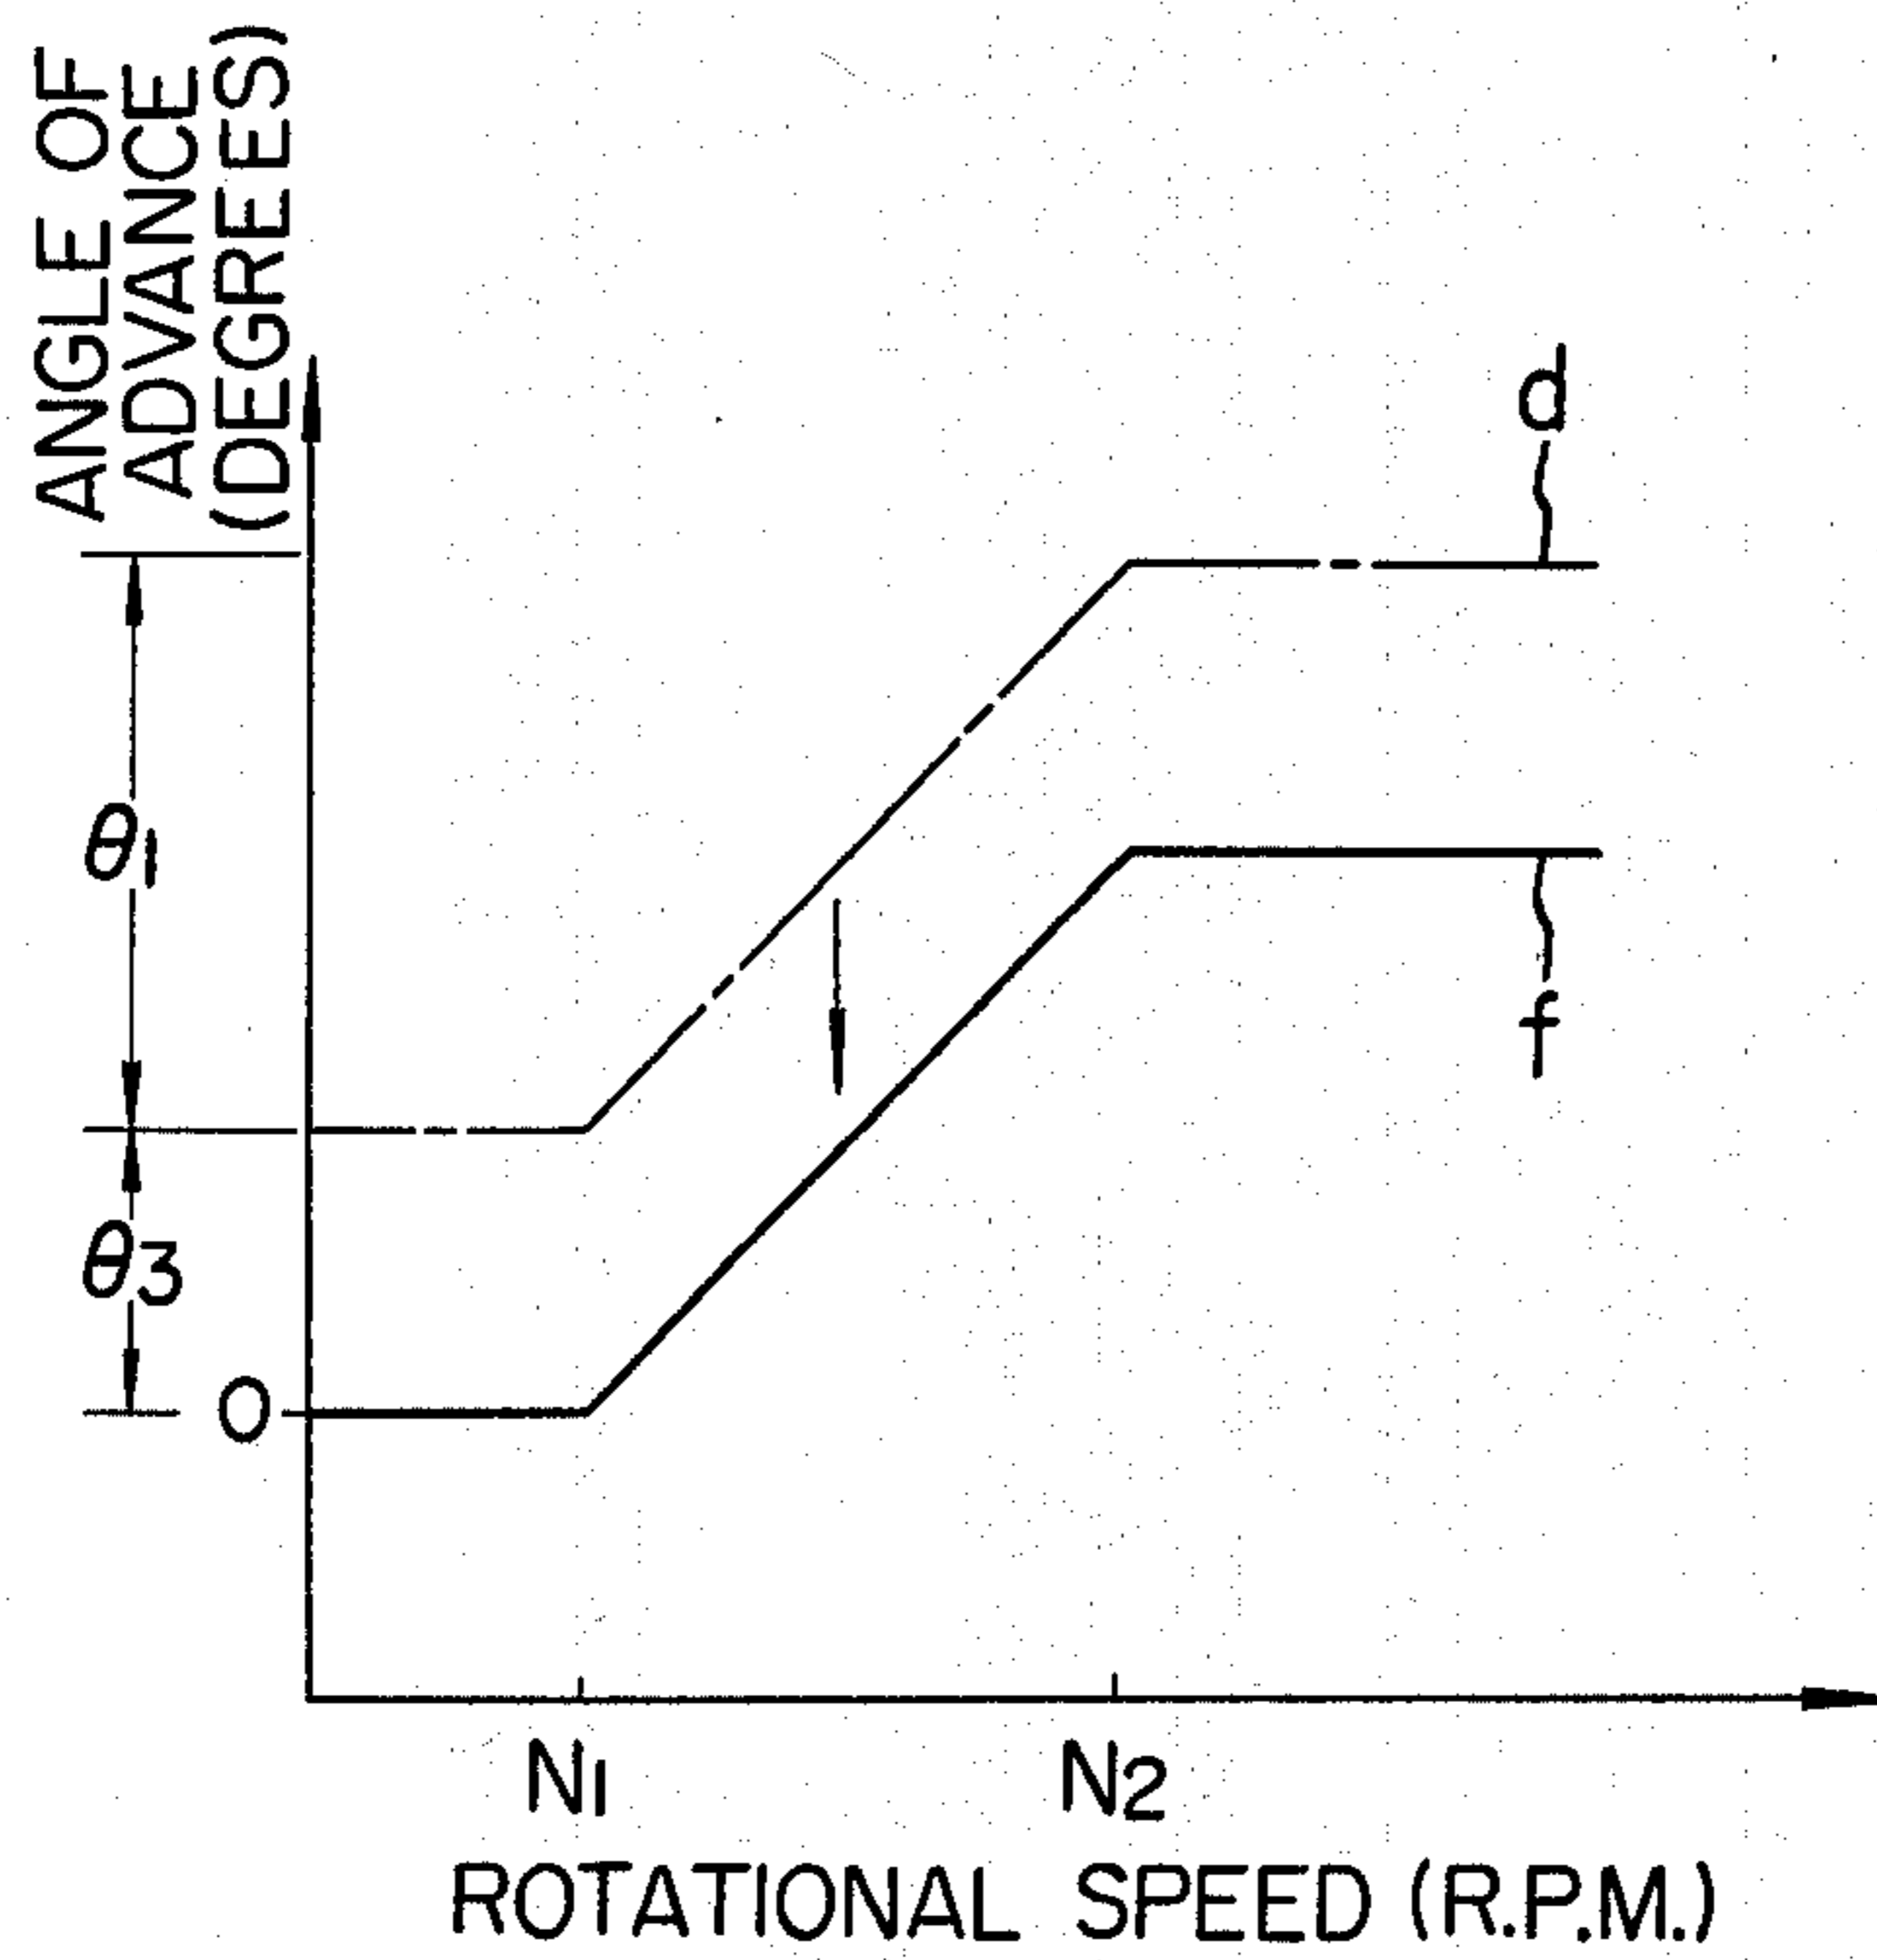 ANGLE OF
ADVANCE
(DEGREES)
d
θ1
f
θ3
0
N1 N2
ROTATIONAL SPEED (R.P.M.)